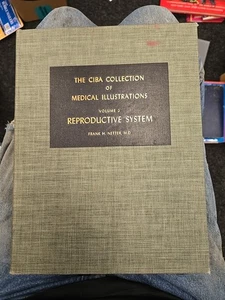 THE CIBA COLLECTION
OF
MEDICAL ILLUSTRATIONS
VOLUME 2
REPRODUCTIVE SYSTEM
FRANK H. NETTER, M.D.